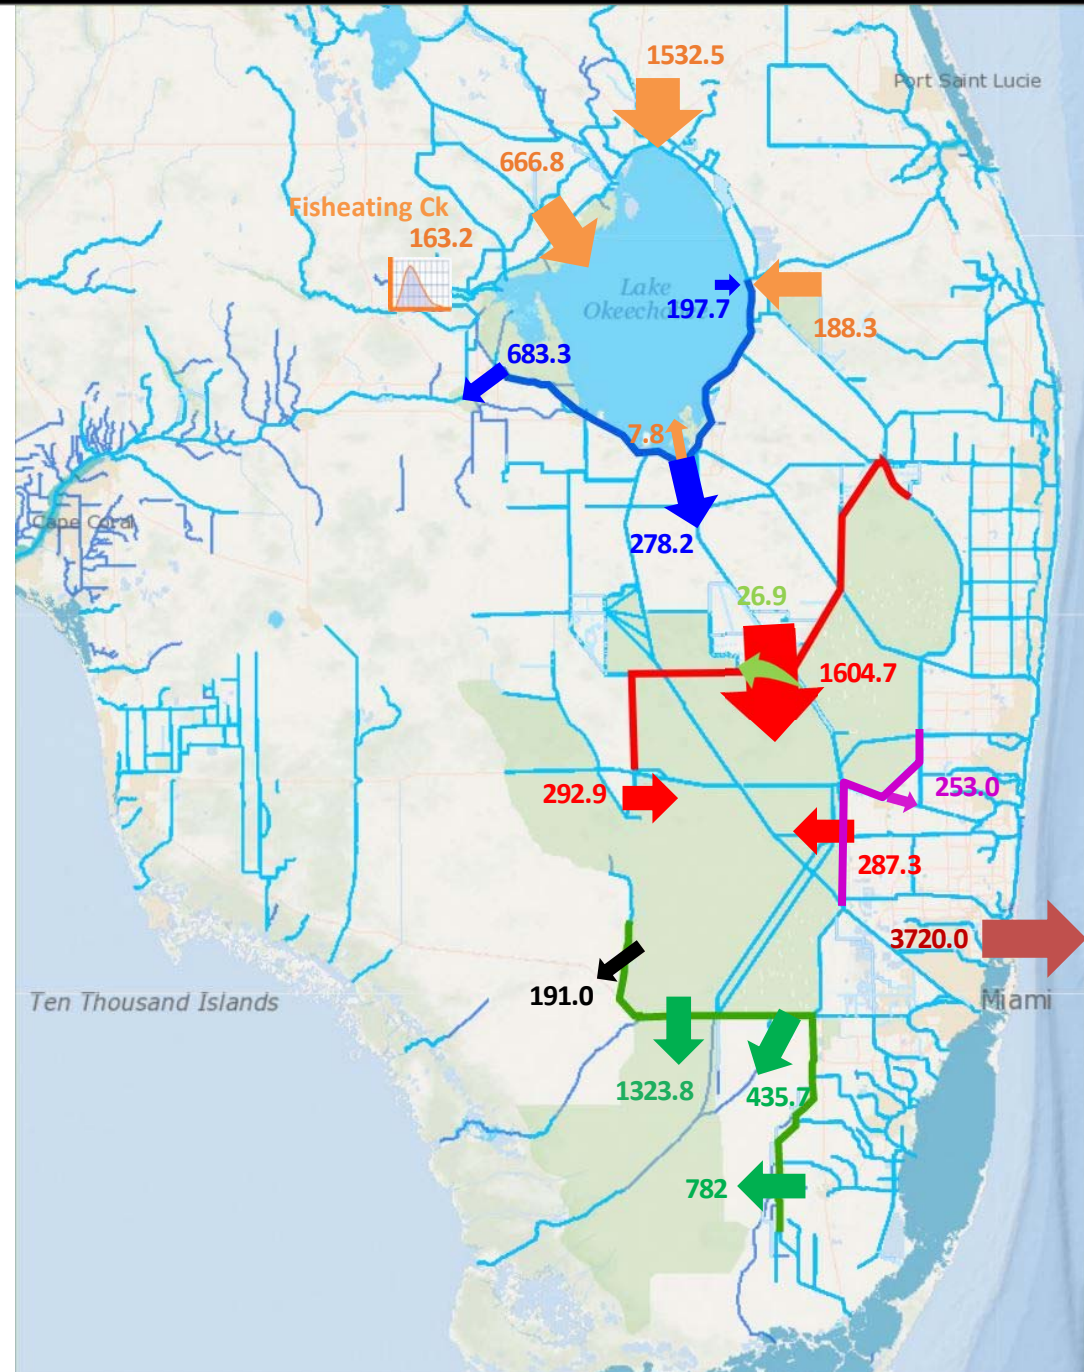 1532.5
Port Saint Lucie
666.8
Fisheating Ck
163.2
Lake
Okeecho
197.7
188.3
683.3
7.8
Cape Coral
278.2
26.9
1604.7
292.9
253.0
287.3
3720.0
191.0
Ten Thousand Islands
Miami
1323.8
435.7
782